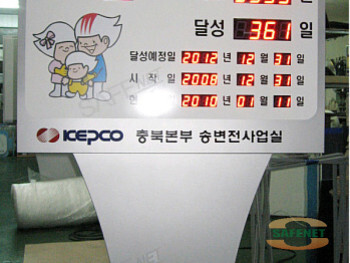 달성 361 일
달성예정일 2012 년 12 월 31 일
시 작 일 2008 년 12 월 31 일
2010 년 01 월 11 일
KEPCO 충북본부 송변전사업실
SAFFNET